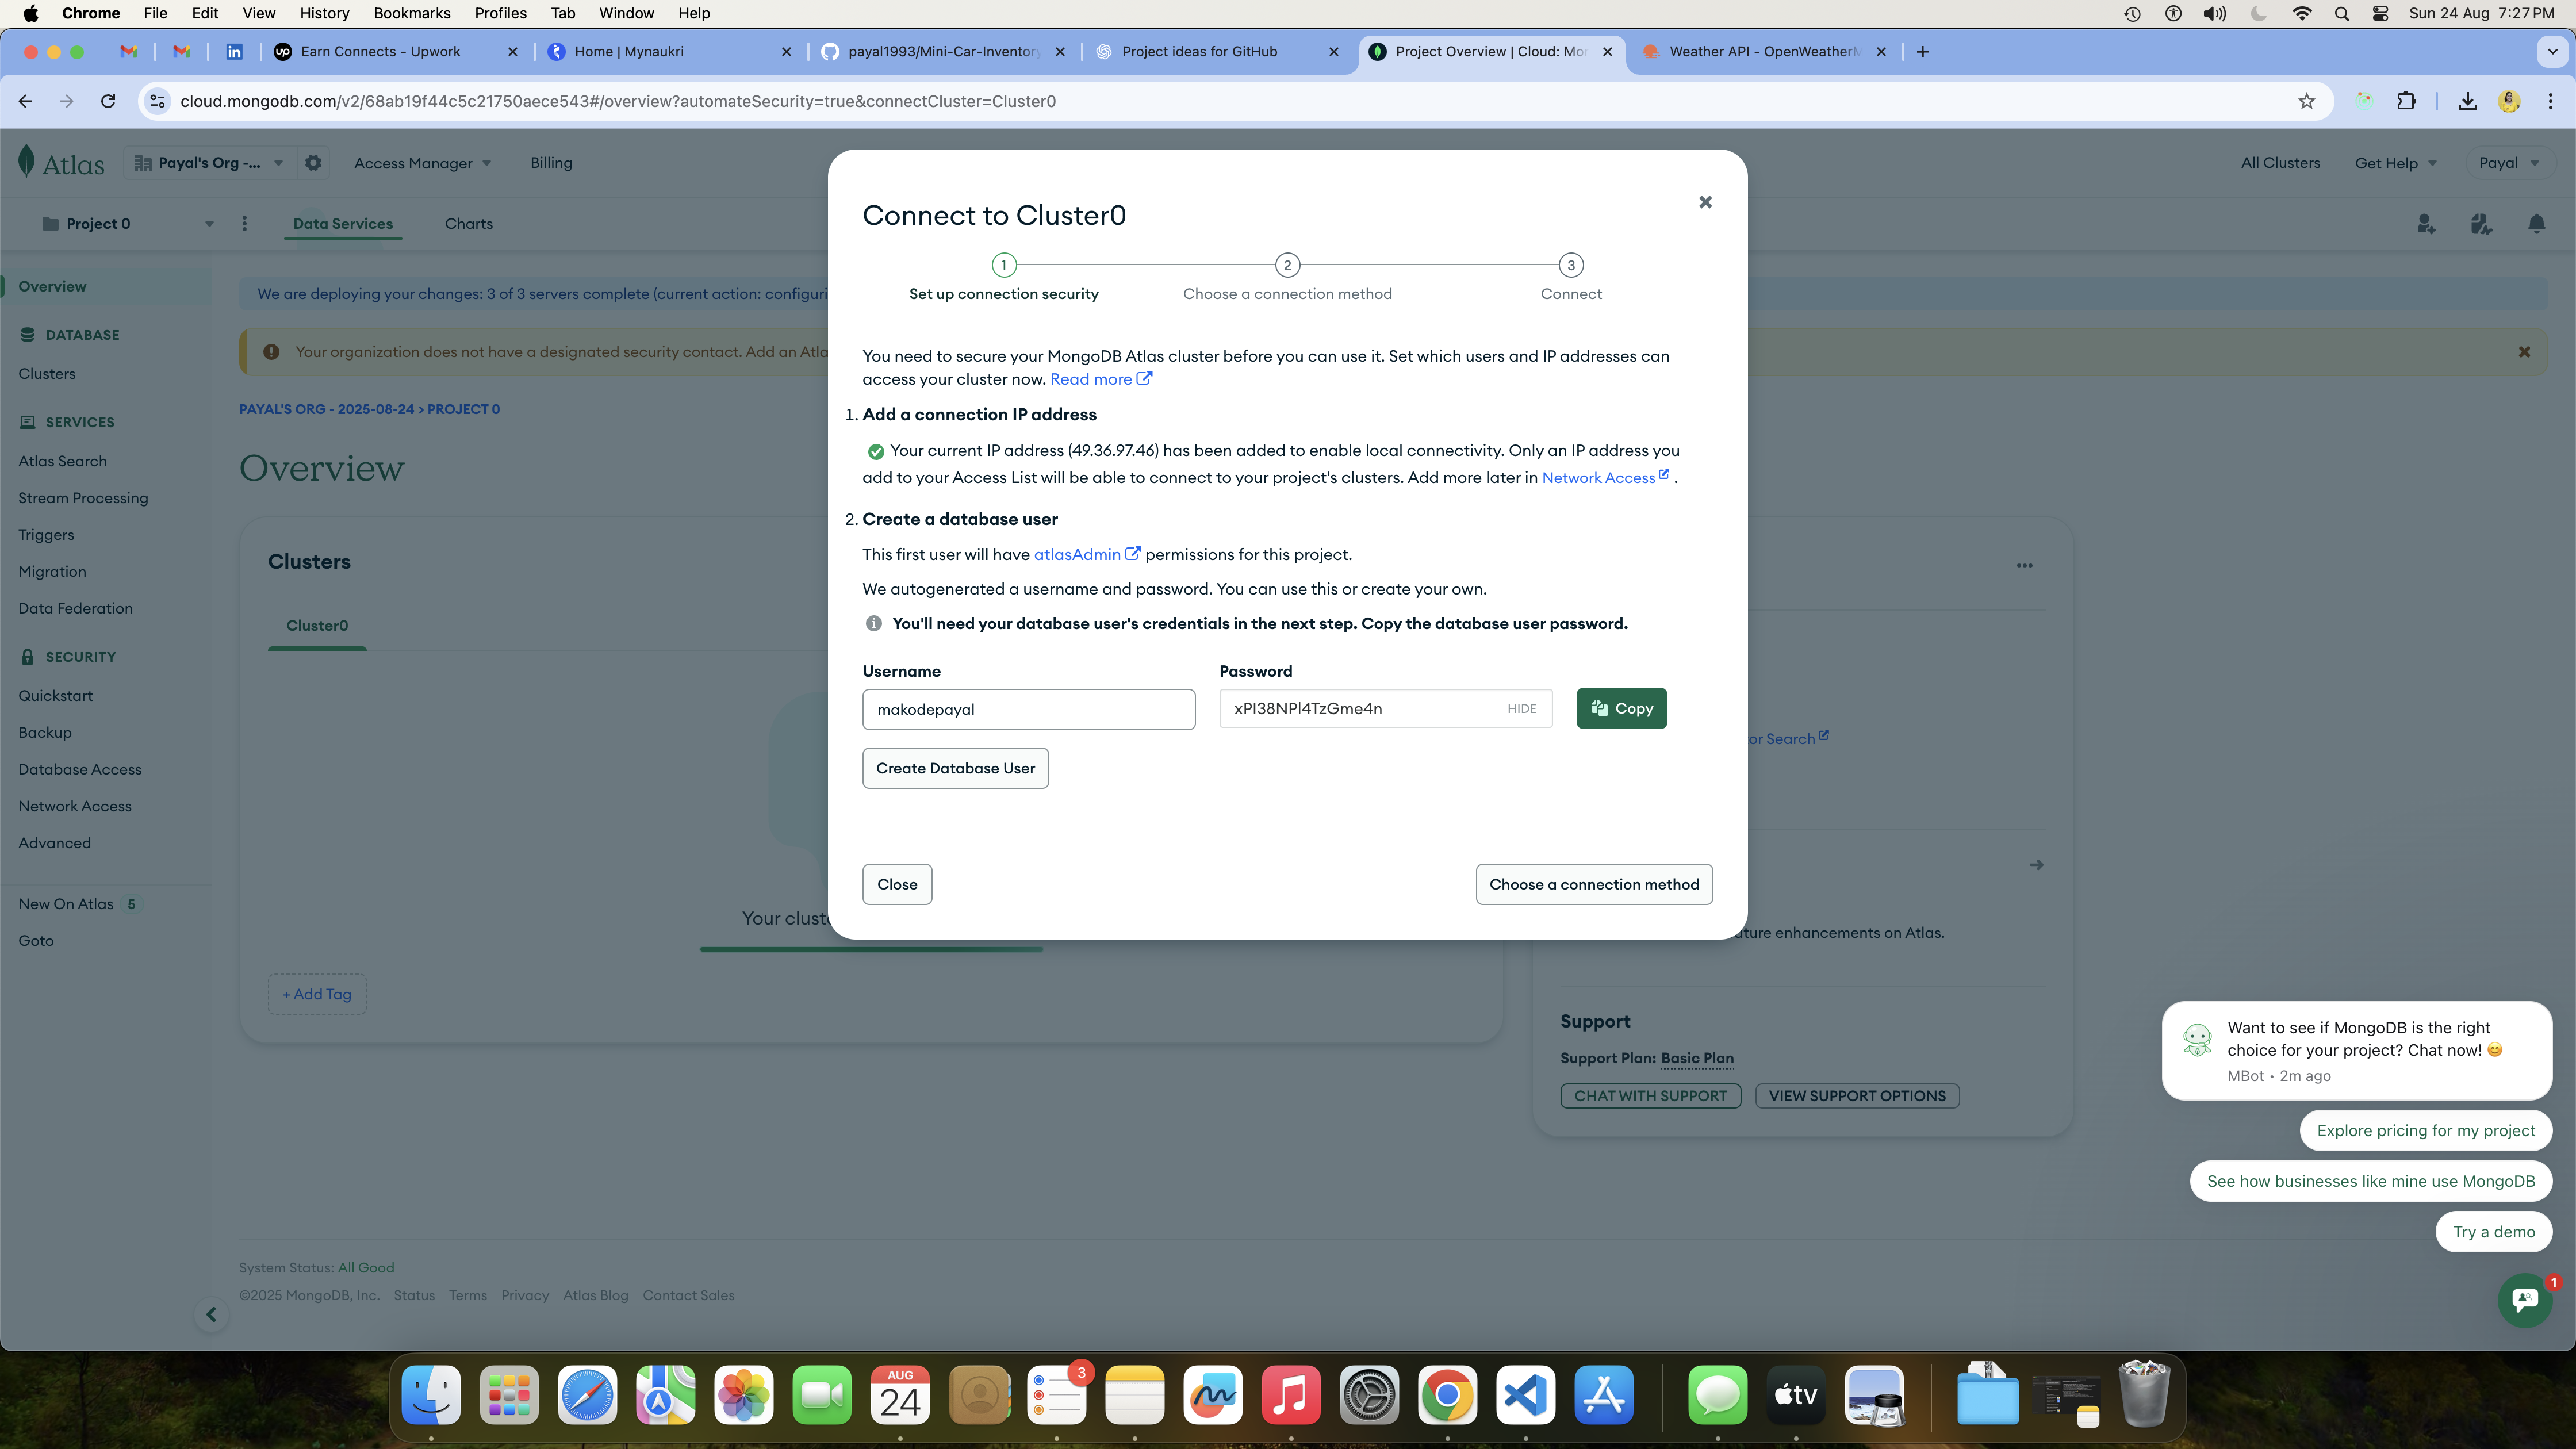 Chrome File Edit View History Bookmarks Profiles Tab Window Help Sun 24 Aug 7:27 PM
Earn Connects - Upwork Home | Mynaukri payal1993/Mini-Car-Inventory Project ideas for GitHub Project Overview | Cloud: Mon Weather API - OpenWeatherM
cloud.mongodb.com/v2/68ab19f44c5c21750aece543#/overview?automateSecurity=true&connectCluster=Cluster0
Atlas Payal's Org -... Access Manager Billing All Clusters Get Help Payal
Project 0 Data Services Charts
Overview
DATABASE
Clusters
SERVICES
Atlas Search
Stream Processing
Triggers
Migration
Data Federation
SECURITY
Quickstart
Backup
Database Access
Network Access
Advanced
New On Atlas 5
Goto
We are deploying your changes: 3 of 3 servers complete (current action: configuri
Your organization does not have a designated security contact. Add an Atla
PAYAL'S ORG - 2025-08-24 > PROJECT 0
Overview
Clusters
Cluster0
Your cluste
+ Add Tag
Connect to Cluster0
1 2 3
Set up connection security Choose a connection method Connect
You need to secure your MongoDB Atlas cluster before you can use it. Set which users and IP addresses can
access your cluster now. Read more
1. Add a connection IP address
Your current IP address (49.36.97.46) has been added to enable local connectivity. Only an IP address you
add to your Access List will be able to connect to your project's clusters. Add more later in Network Access .
2. Create a database user
This first user will have atlasAdmin permissions for this project.
We autogenerated a username and password. You can use this or create your own.
You'll need your database user's credentials in the next step. Copy the database user password.
Username Password
makodepayal xPI38NPl4TzGme4n HIDE Copy
Create Database User
Close Choose a connection method
or Search
ature enhancements on Atlas.
Support
Support Plan: Basic Plan
CHAT WITH SUPPORT VIEW SUPPORT OPTIONS
Want to see if MongoDB is the right
choice for your project? Chat now! 😊
MBot • 2m ago
Explore pricing for my project
See how businesses like mine use MongoDB
Try a demo
1
System Status: All Good
©2025 MongoDB, Inc. Status Terms Privacy Atlas Blog Contact Sales
AUG
24
3
tv